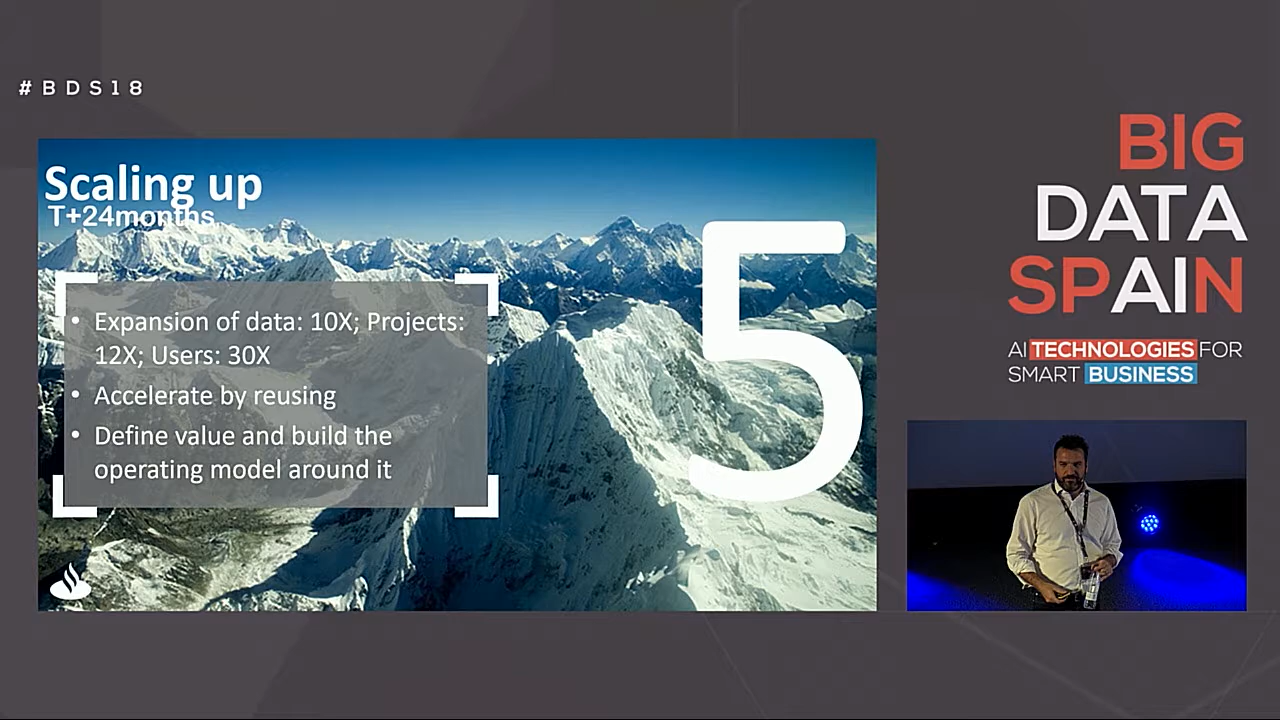 #BDS18
Scaling up
T+24months
• Expansion of data: 10X; Projects:
12X; Users: 30X
• Accelerate by reusing
• Define value and build the
operating model around it
5
BIG
DATA
SPAIN
AI TECHNOLOGIES FOR
SMART BUSINESS